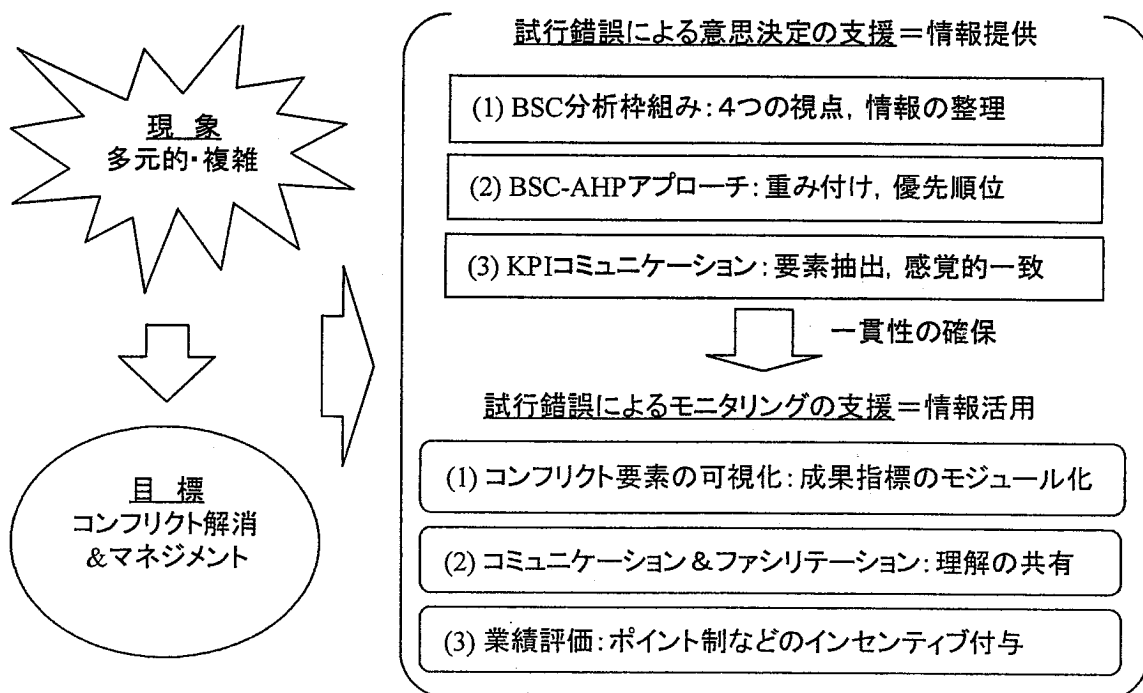 現 象
多元的・複雑
目 標
コンフリクト解消
&マネジメント
試行錯誤による意思決定の支援＝情報提供
(1) BSC分析枠組み：４つの視点，情報の整理
(2) BSC-AHPアプローチ：重み付け，優先順位
(3) KPIコミュニケーション：要素抽出，感覚的一致
一貫性の確保
試行錯誤によるモニタリングの支援＝情報活用
(1) コンフリクト要素の可視化：成果指標のモジュール化
(2) コミュニケーション＆ファシリテーション：理解の共有
(3) 業績評価：ポイント制などのインセンティブ付与